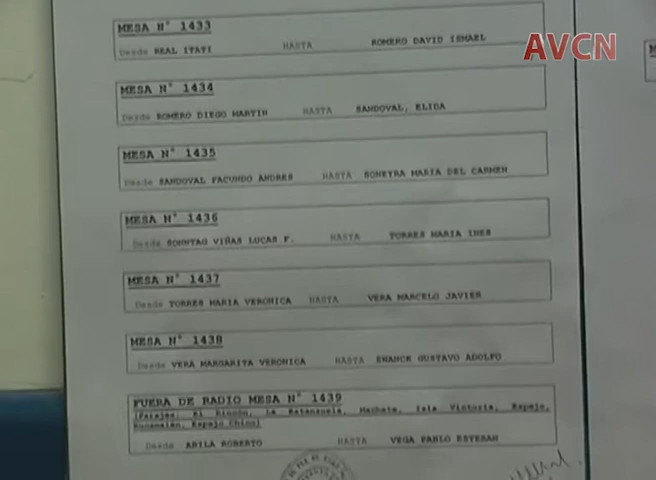 AVCN
MESA N° 1433
Desde REAL ITATI HASTA ROMERO DAVID ISMAEL
MESA N° 1434
Desde ROMERO DIEGO MARTIN HASTA SANDOVAL, ELIDA
MESA N° 1435
Desde SANDOVAL FACUNDO ANDRES HASTA SONEYRA MARIA DEL CARMEN
MESA N° 1436
Desde SONNTAG VIÑAS LUCAS F. HASTA TORRES MARIA INES
MESA N° 1437
Desde TORRES MARIA VERONICA HASTA VERA MARCELO JAVIER
MESA N° 1438
Desde VERA MARGARITA VERONICA HASTA GUSTAVO ADOLFO
FUERA DE RADIO MESA N° 1439
(Parajes: El Rincón, La Isla Victoria, Espejo,
Espejo Chico)
Desde ROBERTO HASTA VEGA PABLO ESTEBAN